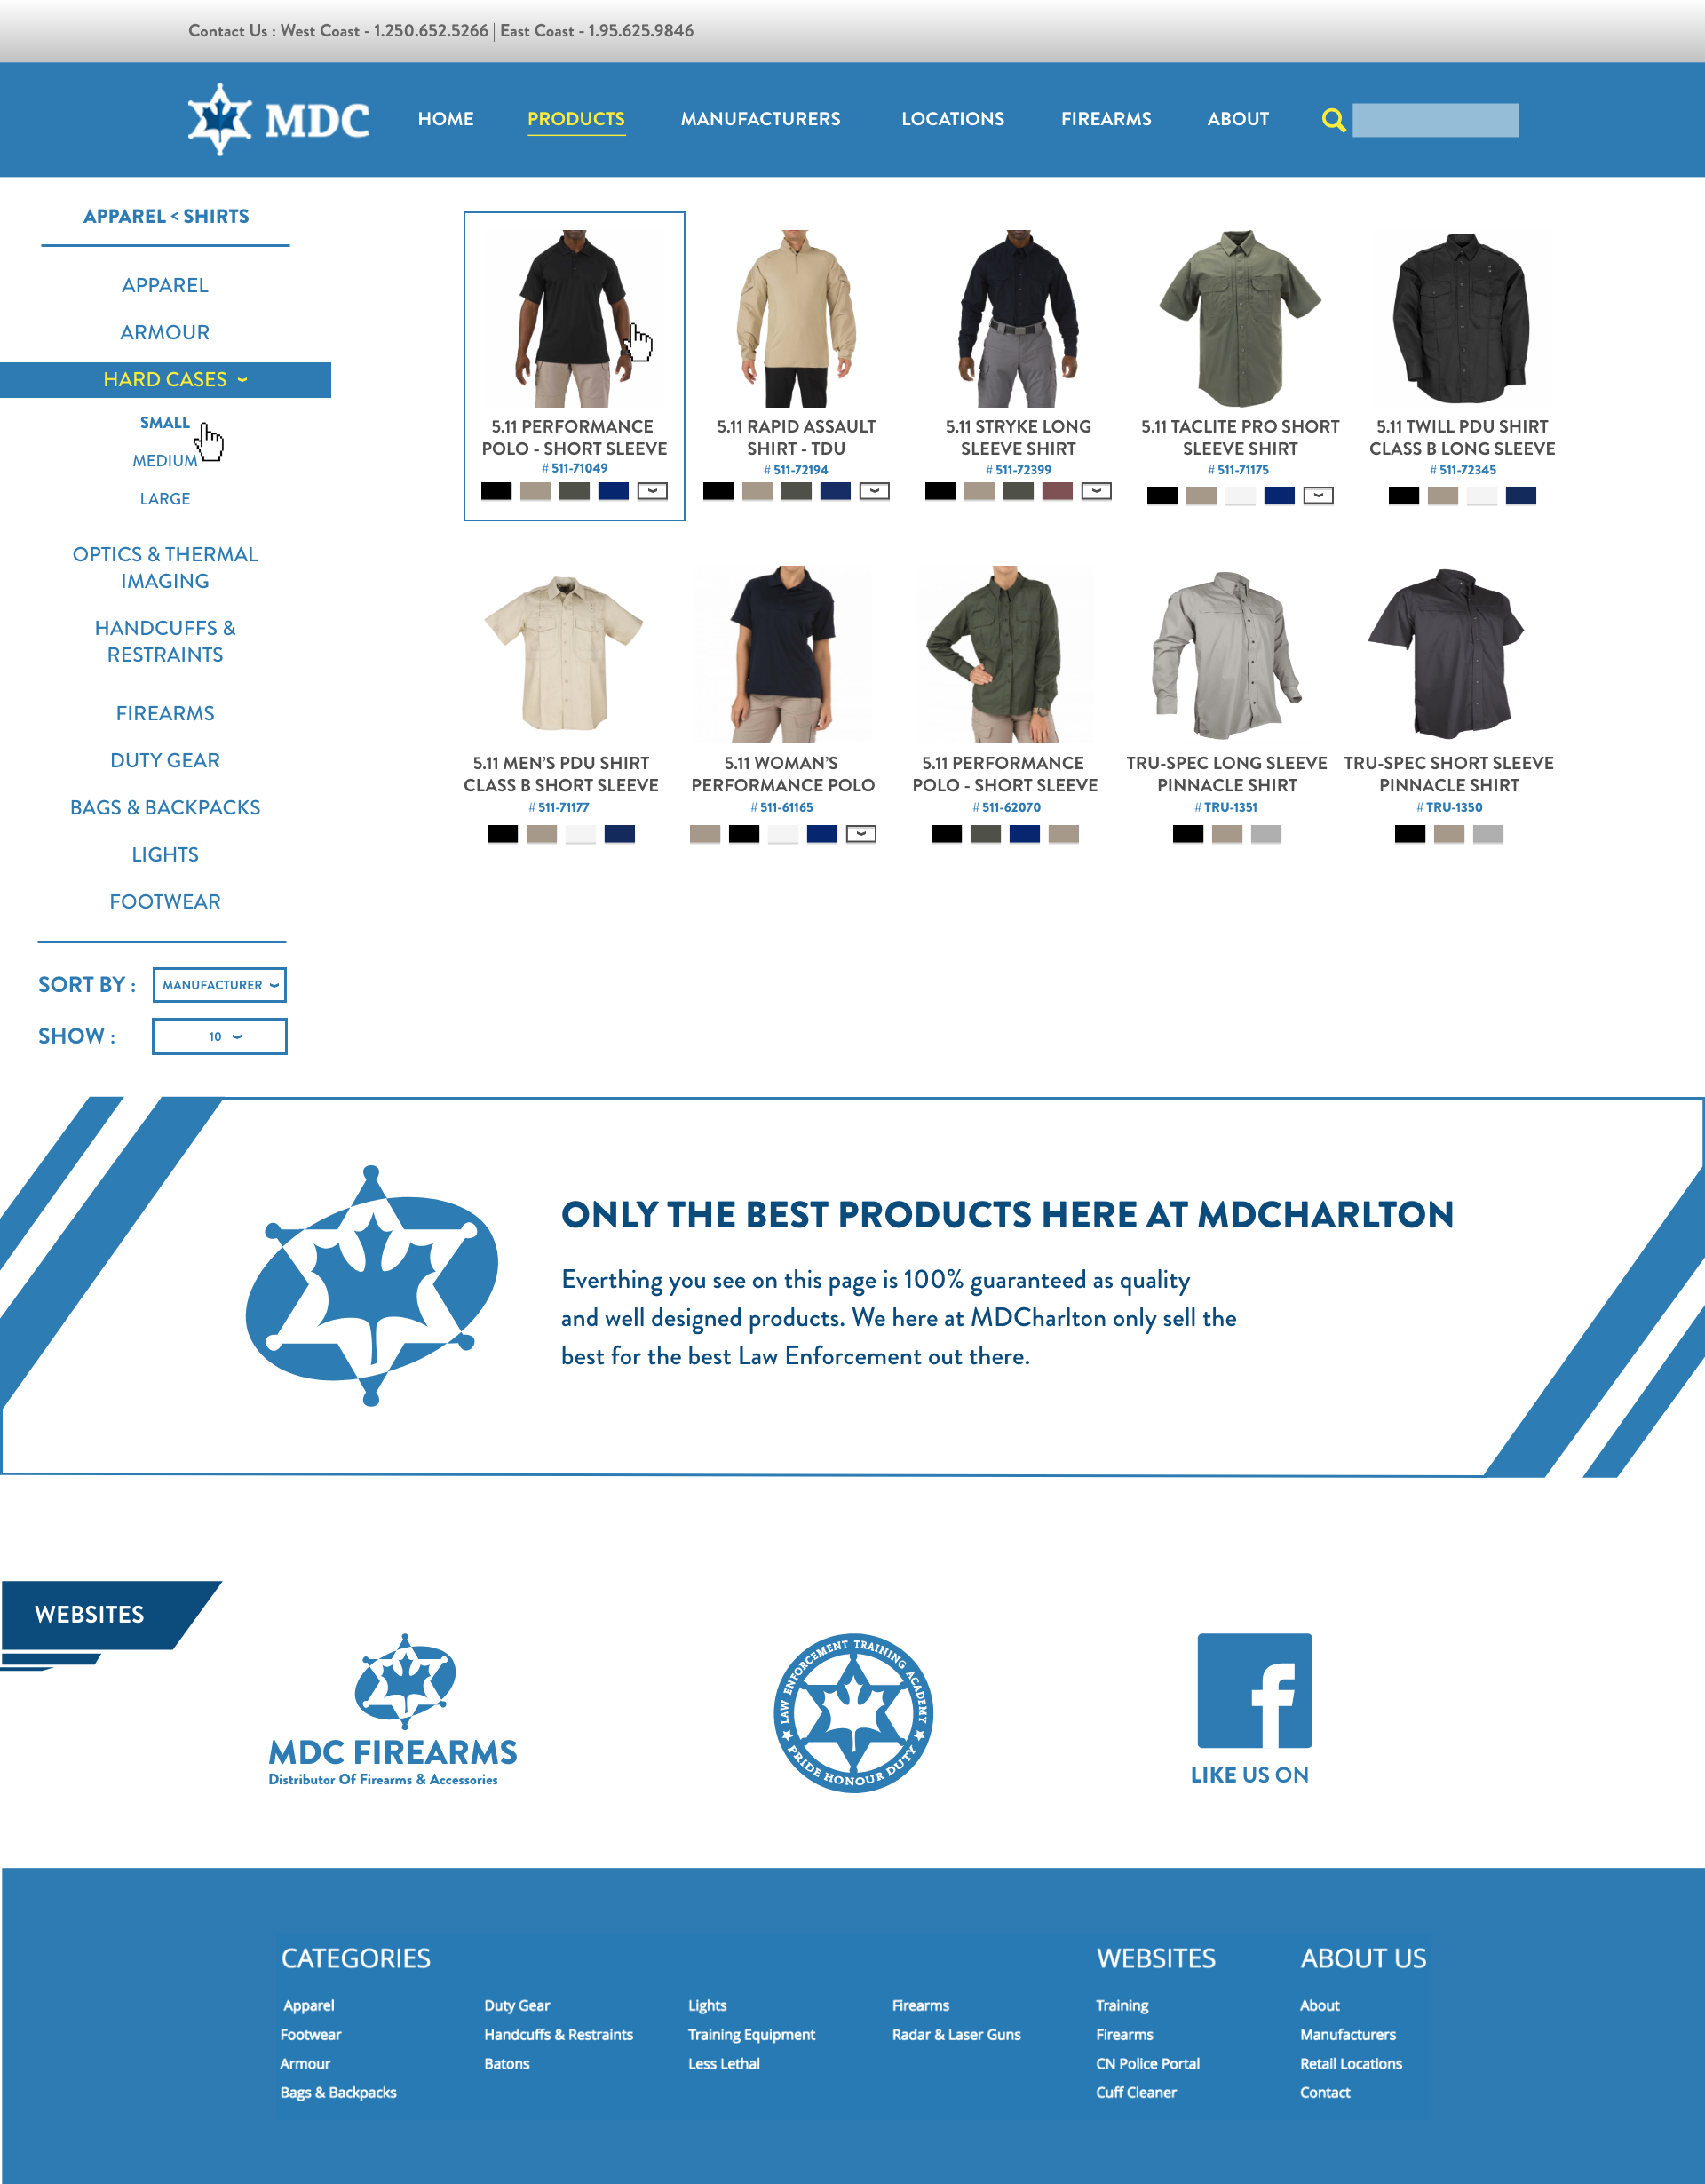 Contact Us : West Coast - 1.250.652.5266 | East Coast - 1.95.625.9846
MDC
HOME
PRODUCTS
MANUFACTURERS
LOCATIONS
FIREARMS
ABOUT
APPAREL < SHIRTS
APPAREL
ARMOUR
HARD CASES
SMALL
MEDIUM
LARGE
OPTICS & THERMAL
IMAGING
HANDCUFFS &
RESTRAINTS
FIREARMS
DUTY GEAR
BAGS & BACKPACKS
LIGHTS
FOOTWEAR
SORT BY :
MANUFACTURER
SHOW :
10
5.11 PERFORMANCE
POLO - SHORT SLEEVE
# 511-71049
5.11 RAPID ASSAULT
SHIRT - TDU
# 511-72194
5.11 STRYKE LONG
SLEEVE SHIRT
# 511-72399
5.11 TACLITE PRO SHORT
SLEEVE SHIRT
# 511-71175
5.11 TWILL PDU SHIRT
CLASS B LONG SLEEVE
# 511-72345
5.11 MEN'S PDU SHIRT
CLASS B SHORT SLEEVE
# 511-71177
5.11 WOMAN'S
PERFORMANCE POLO
# 511-61165
5.11 PERFORMANCE
POLO - SHORT SLEEVE
# 511-62070
TRU-SPEC LONG SLEEVE
PINNACLE SHIRT
# TRU-1351
TRU-SPEC SHORT SLEEVE
PINNACLE SHIRT
# TRU-1350
ONLY THE BEST PRODUCTS HERE AT MDCHARLTON
Everthing you see on this page is 100% guaranteed as quality
and well designed products. We here at MDCharlton only sell the
best for the best Law Enforcement out there.
WEBSITES
MDC FIREARMS
Distributor Of Firearms & Accessories
LAW ENFORCEMENT TRAINING ACADEMY
PRIDE HONOUR DUTY
f
LIKE US ON
CATEGORIES
Apparel
Footwear
Armour
Bags & Backpacks
Duty Gear
Handcuffs & Restraints
Batons
Lights
Training Equipment
Less Lethal
Firearms
Radar & Laser Guns
WEBSITES
Training
Firearms
CN Police Portal
Cuff Cleaner
ABOUT US
About
Manufacturers
Retail Locations
Contact